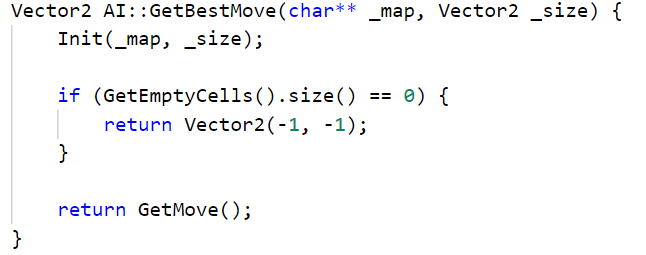 Vector2 AI::GetBestMove(char** _map, Vector2 _size) {
    Init(_map, _size);
    if (GetEmptyCells().size() == 0) {
        return Vector2(-1, -1);
    }
    return GetMove();
}